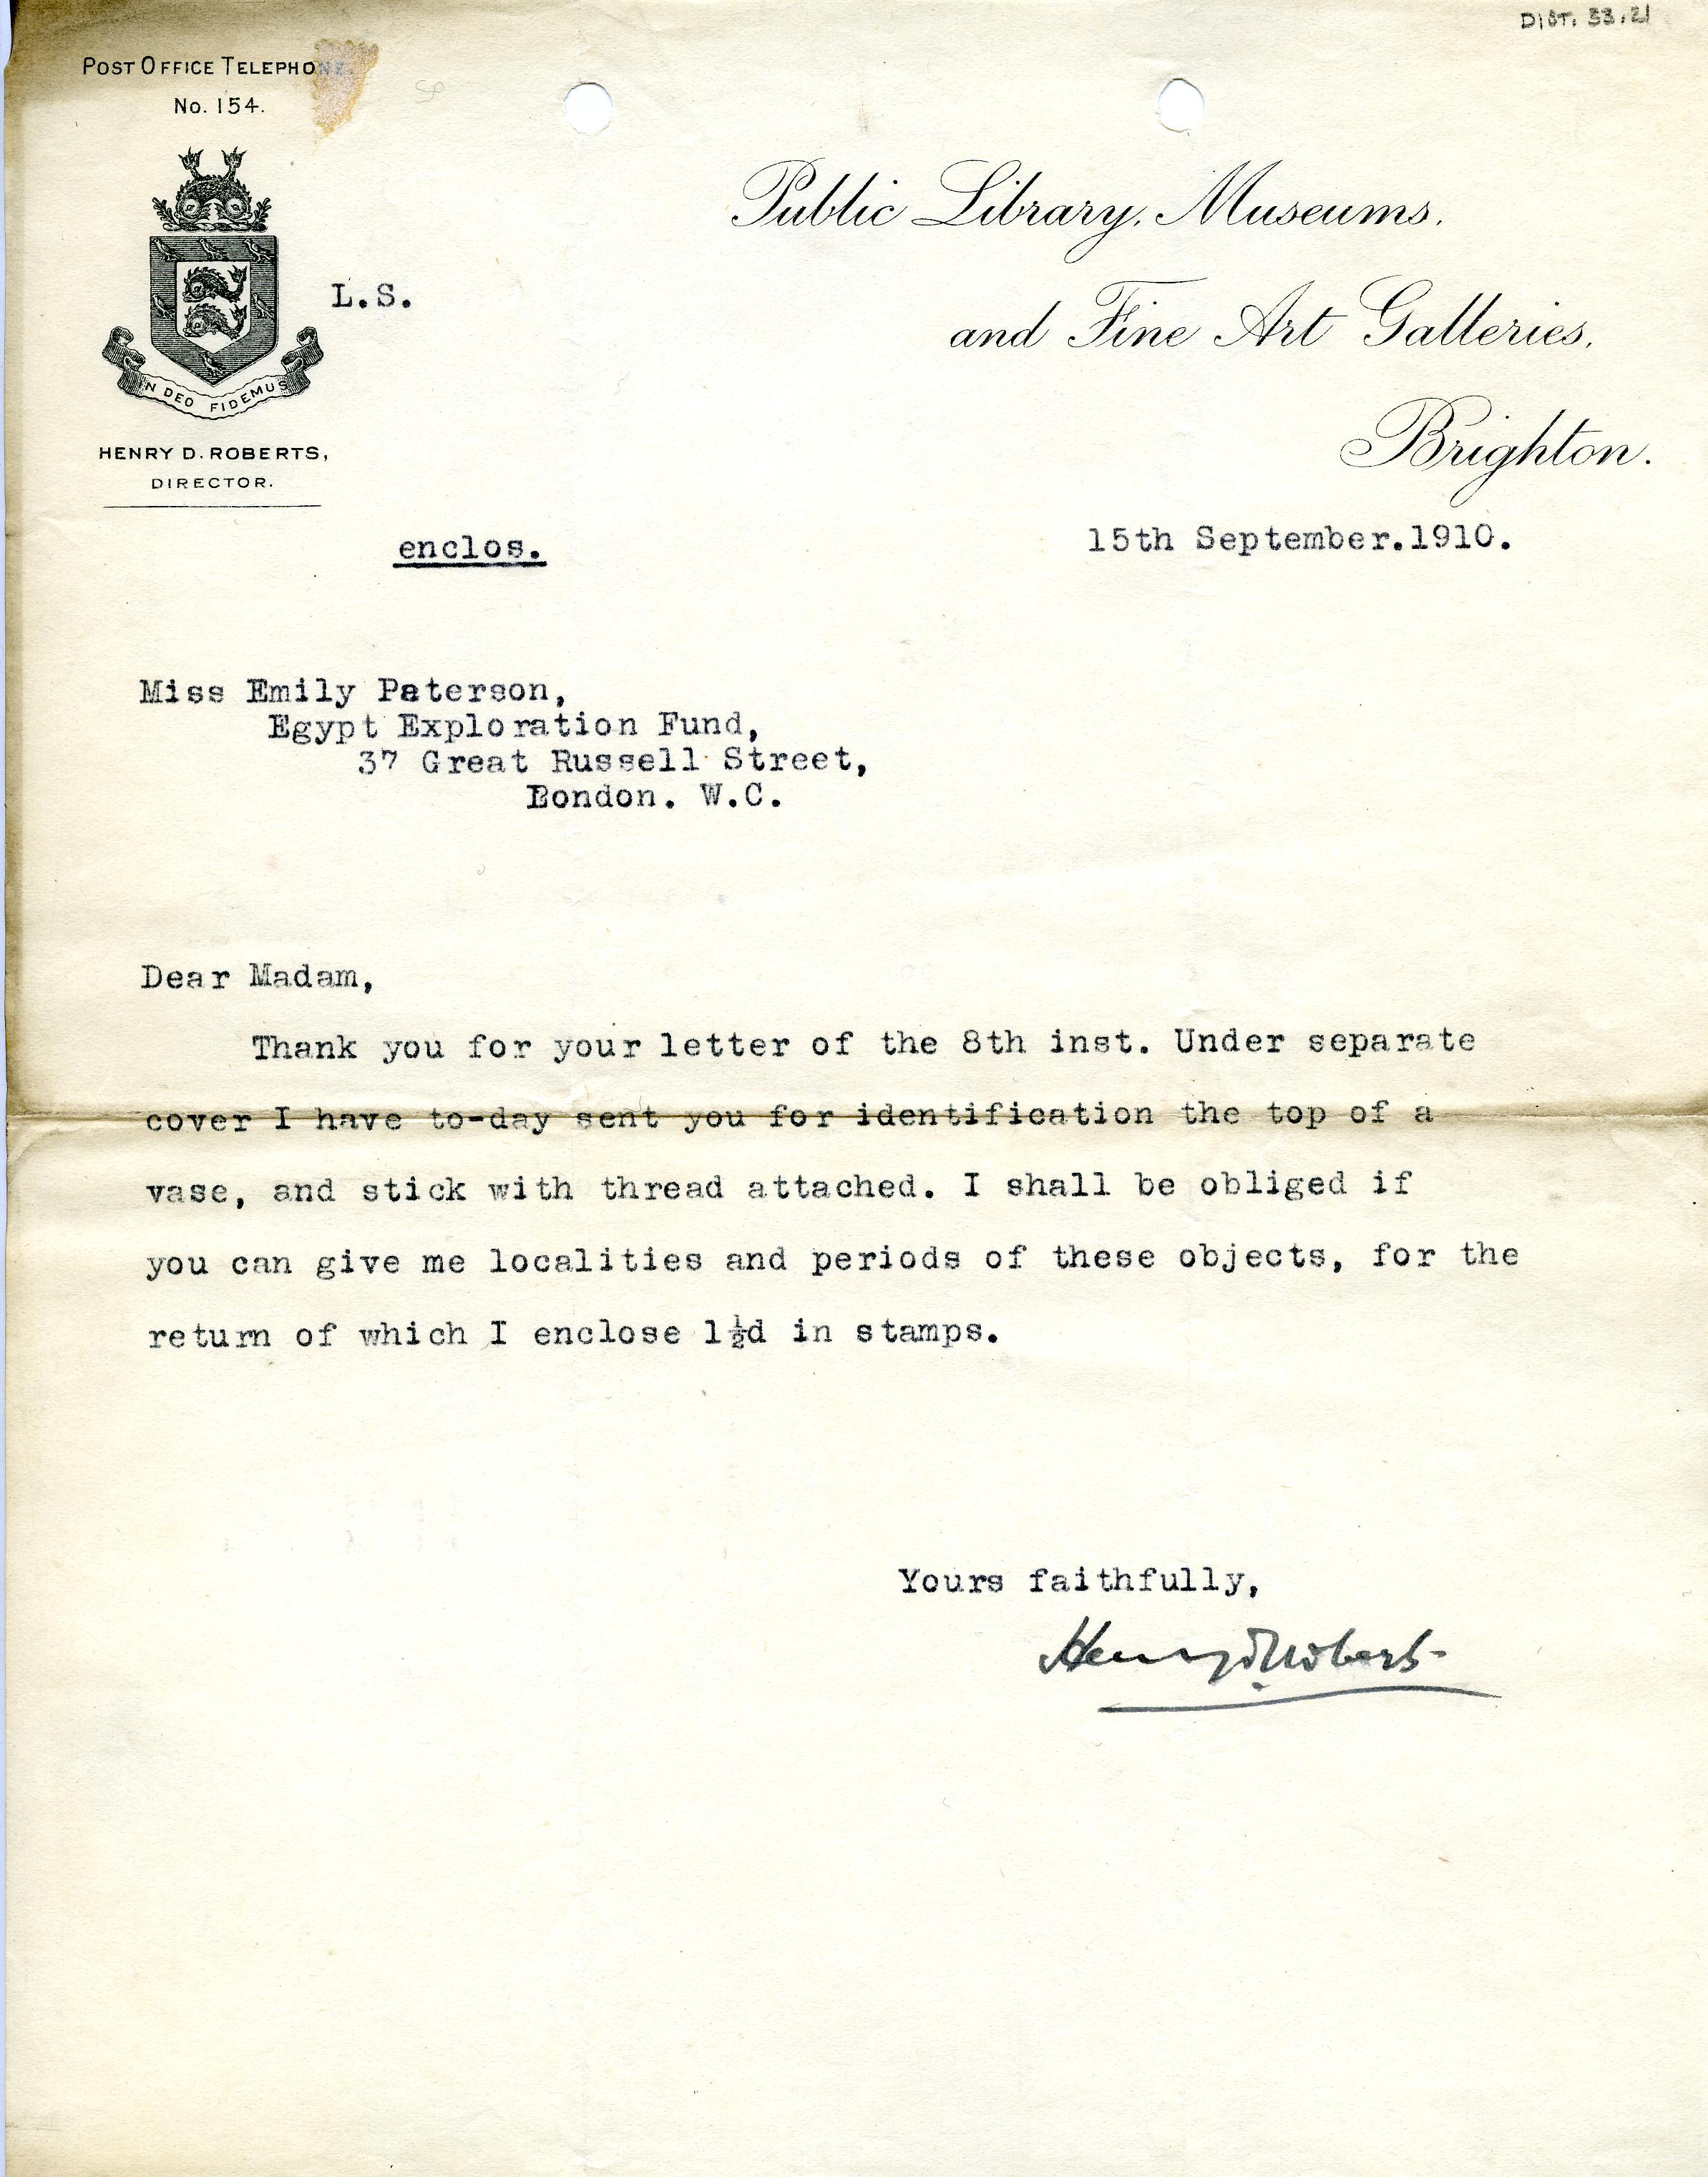 DIST. 33.21
POST OFFICE TELEPHONE.
No. 154.
Public Library, Museums,
and Fine Art Galleries,
Brighton.
L.S.
IN DEO FIDEMUS
HENRY D. ROBERTS,
DIRECTOR.
enclos.
15th September.1910.
Miss Emily Paterson,
Egypt Exploration Fund,
37 Great Russell Street,
London. W.C.
Dear Madam,
Thank you for your letter of the 8th inst. Under separate
cover I have to-day sent you for identification the top of a
vase, and stick with thread attached. I shall be obliged if
you can give me localities and periods of these objects, for the
return of which I enclose 1½d in stamps.
Yours faithfully,
Henry D. Roberts